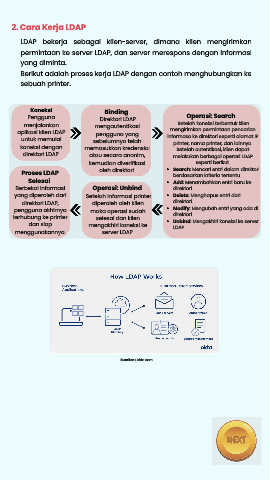 2. Cara Kerja LDAP
LDAP bekerja sebagai klien-server, dimana klien mengirimkan
permintaan ke server LDAP, dan server merespons dengan informasi
yang diminta.
Berikut adalah proses kerja LDAP dengan contoh menghubungkan ke
sebuah printer.
Koneksi
Pengguna
menjalankan
aplikasi klien LDAP
untuk memulai
koneksi dengan
direktori LDAP
Binding
Direktori LDAP
mengautentikasi
pengguna yang
sebelumnya telah
memasukkan kredensial
atau secara anonim,
kemudian diverifikasi
oleh direktori
Operasi: Search
Setelah koneksi terbentuk klien
mengirimkan permintaan pencarian
informasi ke direktori seperti alamat IP
printer, nama printer, dan lainnya.
Setelah autentikasi, klien dapat
melakukan berbagai operasi LDAP
seperti berikut:
Search: Mencari entri dalam direktori
berdasarkan kriteria tertentu
Add: Menambahkan entri baru ke
direktori
Delete: Menghapus entri dari
direktori
Modify: Mengubah entri yang ada di
direktori
Unbind: Mengakhiri koneksi ke server
LDAP
Operasi: Unbind
Setelah informasi printer
diperoleh oleh klien
maka operasi sudah
selesai dan klien
mengakhiri koneksi ke
server LDAP
Proses LDAP
Selesai
Berbekal informasi
yang diperoleh dari
direktori LDAP,
pengguna akhirnya
terhubung ke printer
dan siap
menggunakannya
How LDAP Works
Applications
LDAP
Directory
okta
NEXT